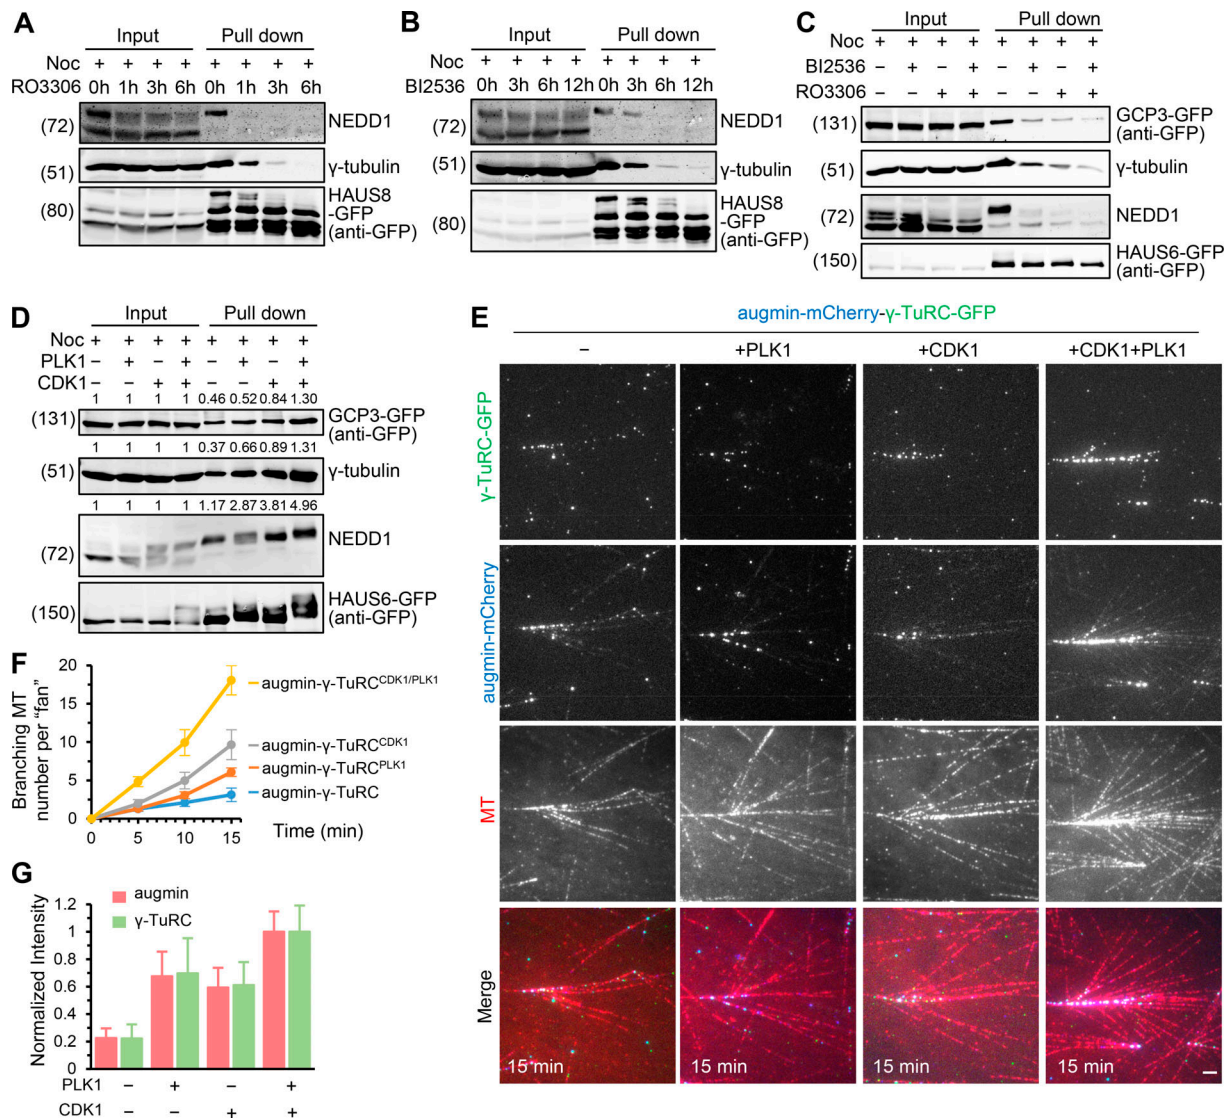 A
Input Pull down
Noc + + + + + + + +
RO3306 0h 1h 3h 6h 0h 1h 3h 6h
(72) NEDD1
(51) γ-tubulin
(80) HAUS8
-GFP
(anti-GFP)
B
Input Pull down
Noc + + + + + + + +
BI2536 0h 3h 6h 12h 0h 3h 6h 12h
(72) NEDD1
(51) γ-tubulin
(80) HAUS8
-GFP
(anti-GFP)
C
Input Pull down
Noc + + + + + + + +
BI2536 – + – + – + – +
RO3306 – – + + – – + +
(131) GCP3-GFP
(anti-GFP)
(51) γ-tubulin
(72) NEDD1
(150) HAUS6-GFP
(anti-GFP)
D
Input Pull down
Noc + + + + + + + +
PLK1 – + – + – + – +
CDK1 – – + + – – + +
1 1 1 1 0.46 0.52 0.84 1.30
(131) GCP3-GFP
(anti-GFP)
1 1 1 1 0.37 0.66 0.89 1.31
(51) γ-tubulin
1 1 1 1 1.17 2.87 3.81 4.96
(72) NEDD1
(150) HAUS6-GFP
(anti-GFP)
E
augmin-mCherry-γ-TuRC-GFP
– +PLK1 +CDK1 +CDK1+PLK1
γ-TuRC-GFP
augmin-mCherry
MT
Merge
15 min 15 min 15 min 15 min
F
Branching MT
number per "fan"
20
15
10
5
0
0 5 10 15
Time (min)
augmin-γ-TuRCCDK1/PLK1
augmin-γ-TuRCCDK1
augmin-γ-TuRCPLK1
augmin-γ-TuRC
G
augmin
γ-TuRC
Normalized Intensity
1.2
1
0.8
0.6
0.4
0.2
0
PLK1 – + – +
CDK1 – – + +